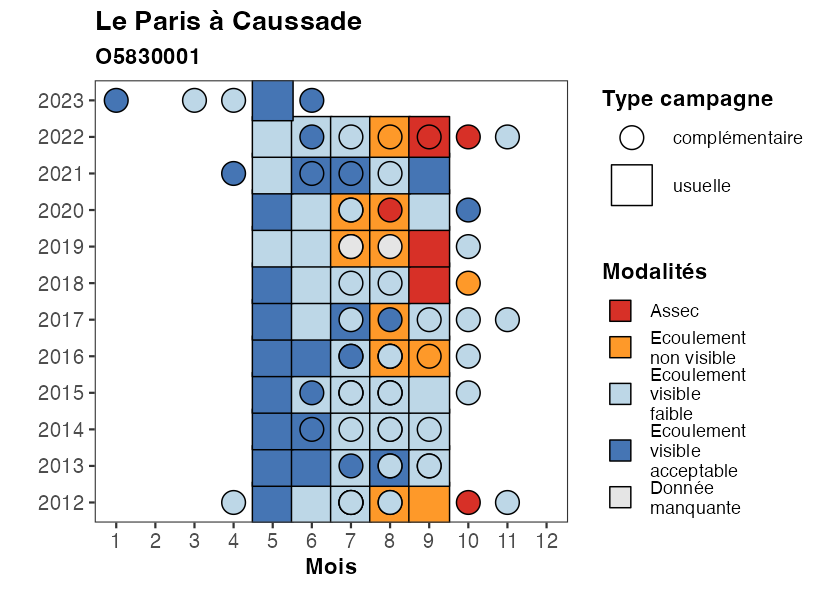 Le Paris à Caussade
O5830001
2023
2022
2021
2020
2019
2018
2017
2016
2015
2014
2013
2012
1 2 3 4 5 6 7 8 9 10 11 12
Mois
Type campagne
complémentaire
usuelle
Modalités
Assec
Ecoulement
non visible
Ecoulement
visible
faible
Ecoulement
visible
acceptable
Donnée
manquante